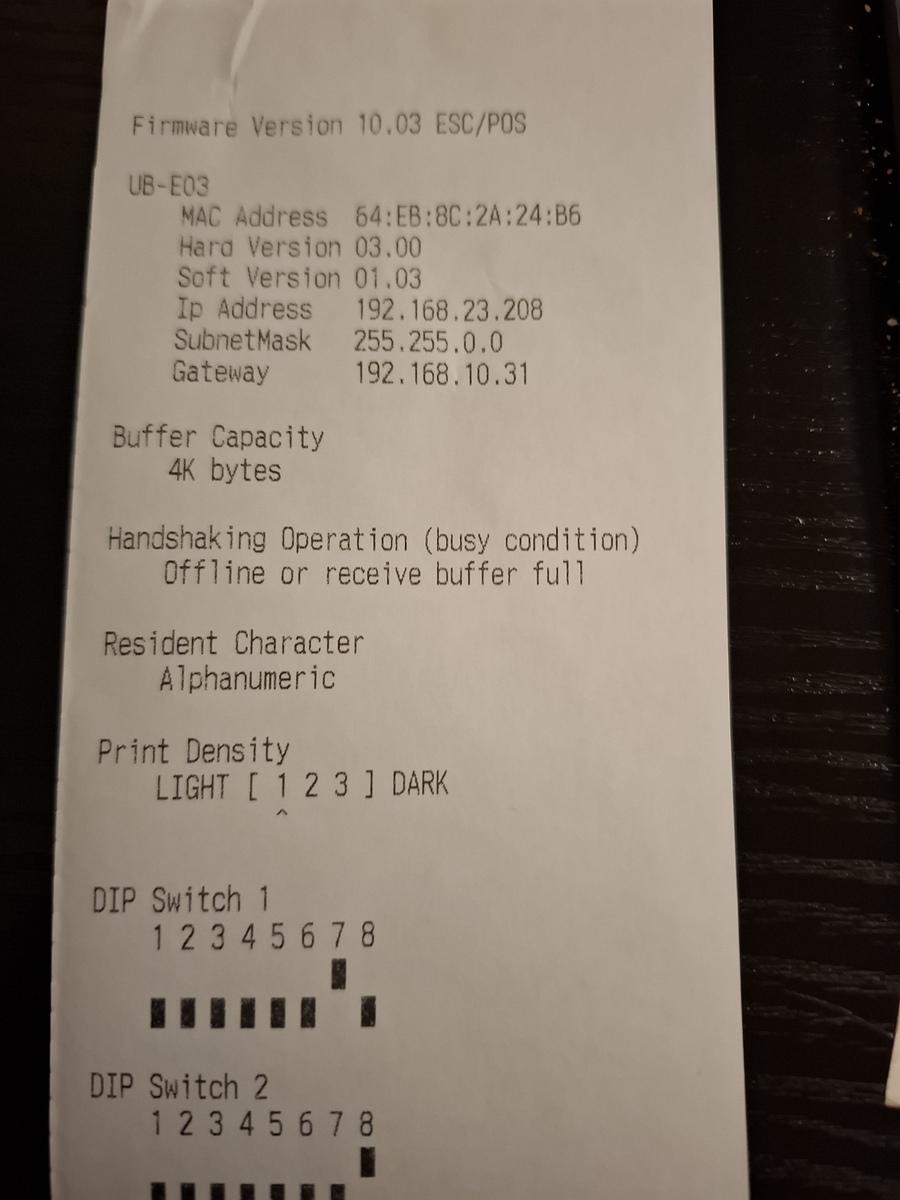 Firmware Version 10.03 ESC/POS
UB-E03
MAC Address 64:EB:8C:2A:24:B6
Hard Version 03.00
Soft Version 01.03
Ip Address 192.168.23.208
SubnetMask 255.255.0.0
Gateway 192.168.10.31
Buffer Capacity
4K bytes
Handshaking Operation (busy condition)
Offline or receive buffer full
Resident Character
Alphanumeric
Print Density
LIGHT [ 1 2 3 ] DARK
^
DIP Switch 1
1 2 3 4 5 6 7 8
DIP Switch 2
1 2 3 4 5 6 7 8